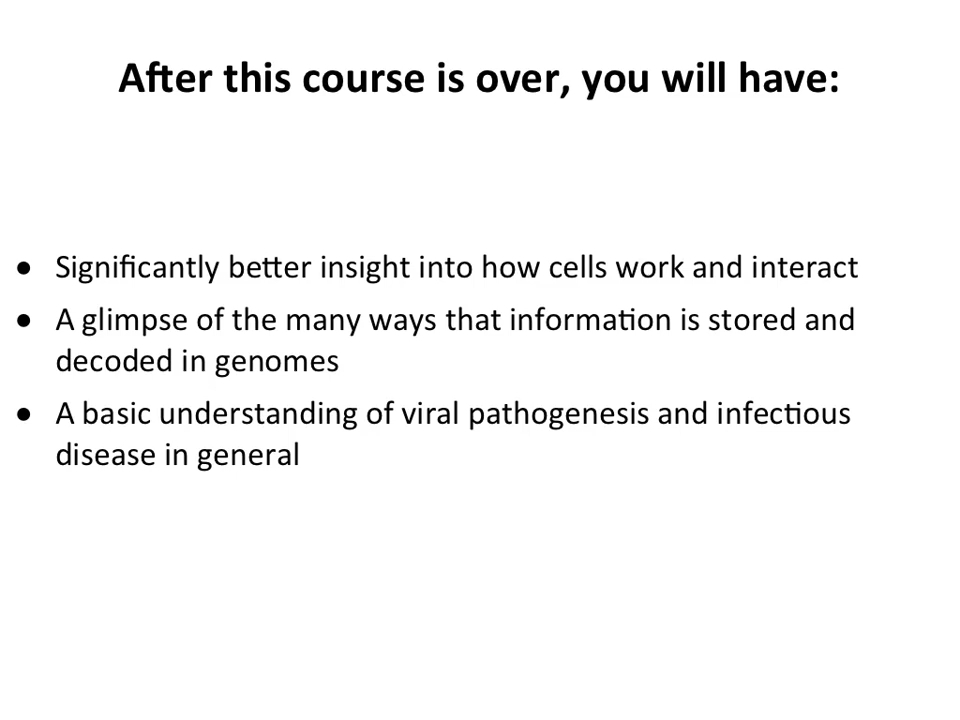 After this course is over, you will have:
● Significantly better insight into how cells work and interact
● A glimpse of the many ways that information is stored and
decoded in genomes
● A basic understanding of viral pathogenesis and infectious
disease in general